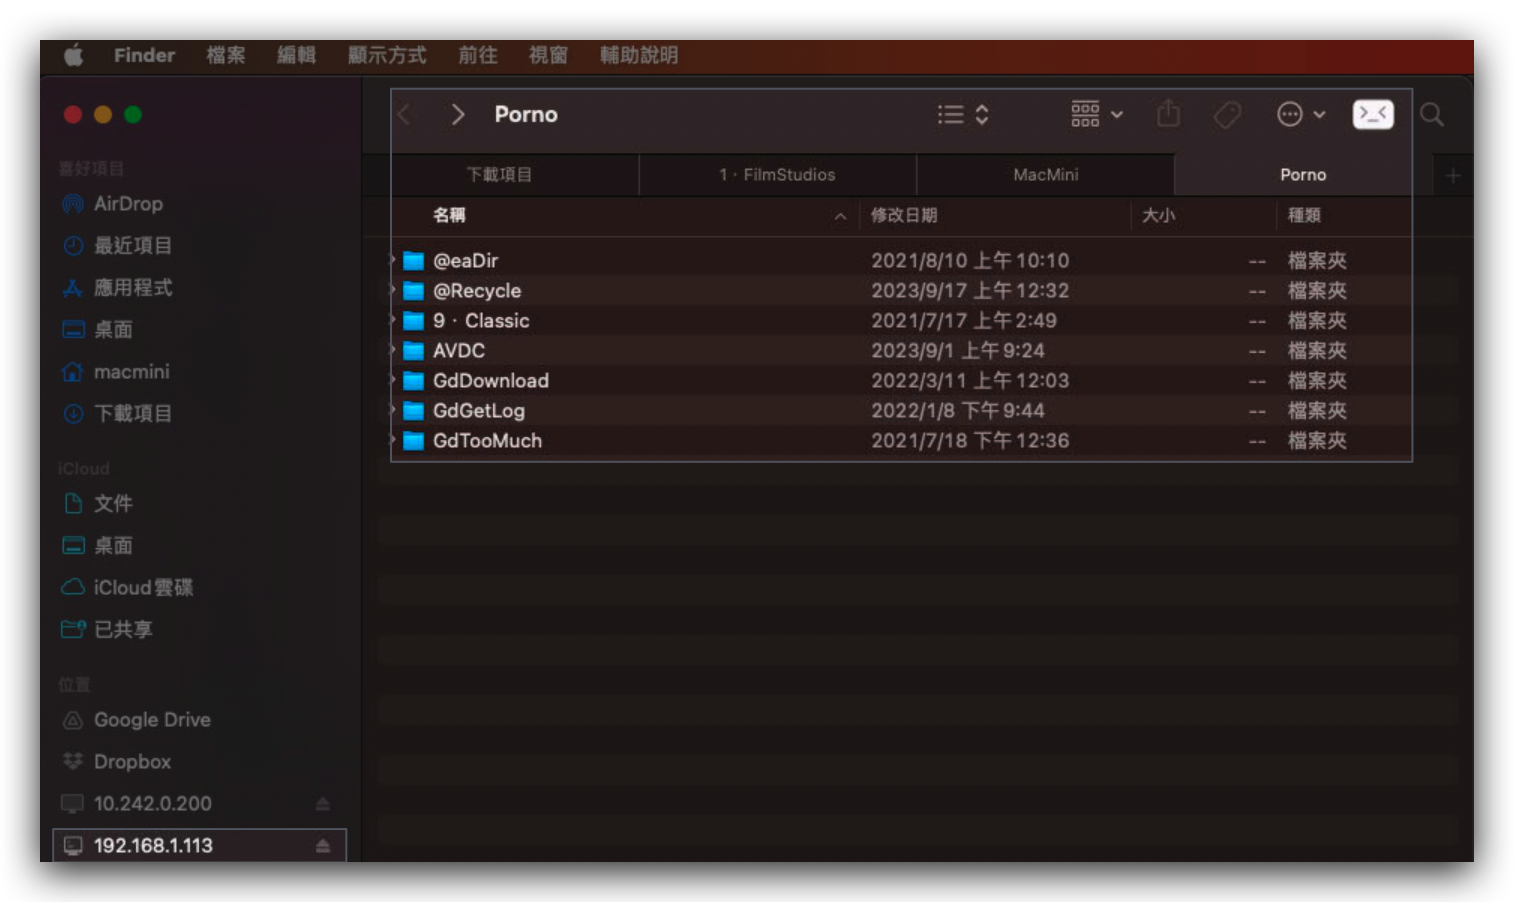 Finder 檔案 編輯 顯示方式 前往 視窗 輔助說明
Porno
下載項目 1 · FilmStudios MacMini Porno
名稱 修改日期 大小 種類
@eaDir 2021/8/10 上午10:10 -- 檔案夾
@Recycle 2023/9/17 上午12:32 -- 檔案夾
9 · Classic 2021/7/17 上午2:49 -- 檔案夾
AVDC 2023/9/1 上午9:24 -- 檔案夾
GdDownload 2022/3/11 上午12:03 -- 檔案夾
GdGetLog 2022/1/8 下午9:44 -- 檔案夾
GdTooMuch 2021/7/18 下午12:36 -- 檔案夾
喜好項目
AirDrop
最近項目
應用程式
桌面
macmini
下載項目
iCloud
文件
桌面
iCloud雲碟
已共享
位置
Google Drive
Dropbox
10.242.0.200
192.168.1.113